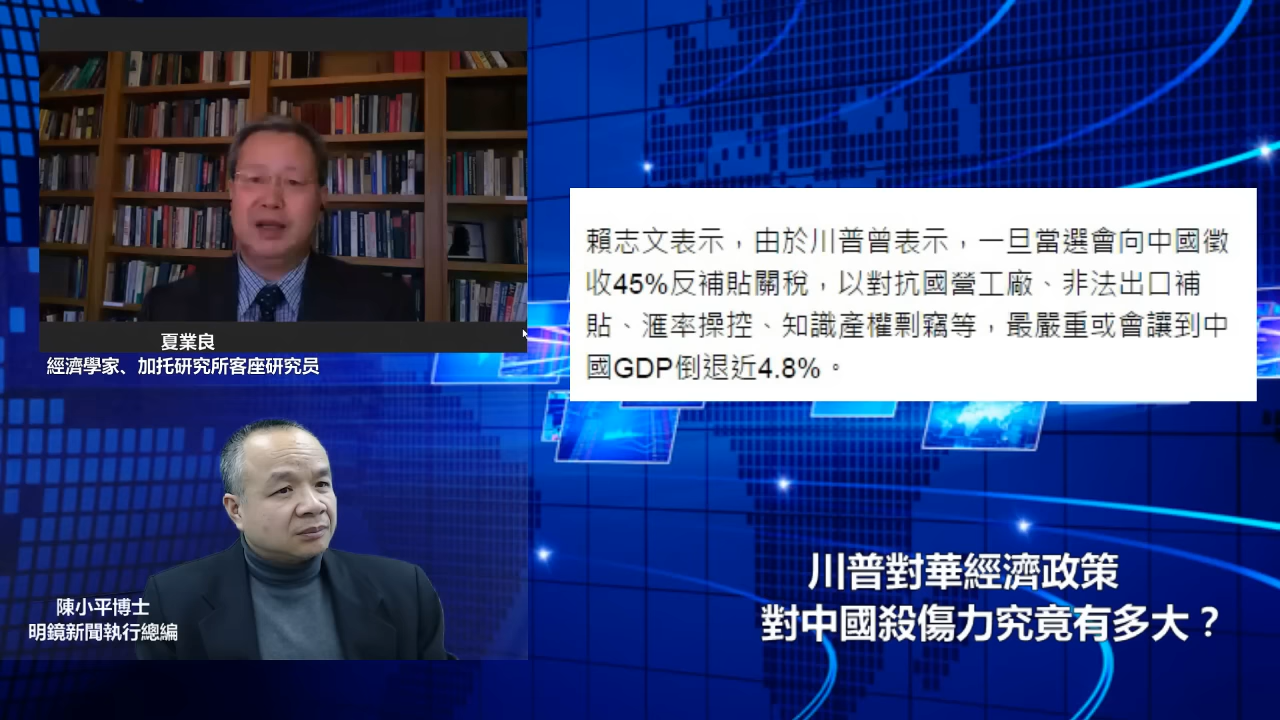 夏業良
經濟學家、加托研究所客座研究员
賴志文表示，由於川普曾表示，一旦當選會向中國徵
收45%反補貼關稅，以對抗國營工廠、非法出口補
貼、滙率操控、知識產權剽竊等，最嚴重或會讓到中
國GDP倒退近4.8%。
陳小平博士
明鏡新聞執行總編
川普對華經濟政策
對中國殺傷力究竟有多大？